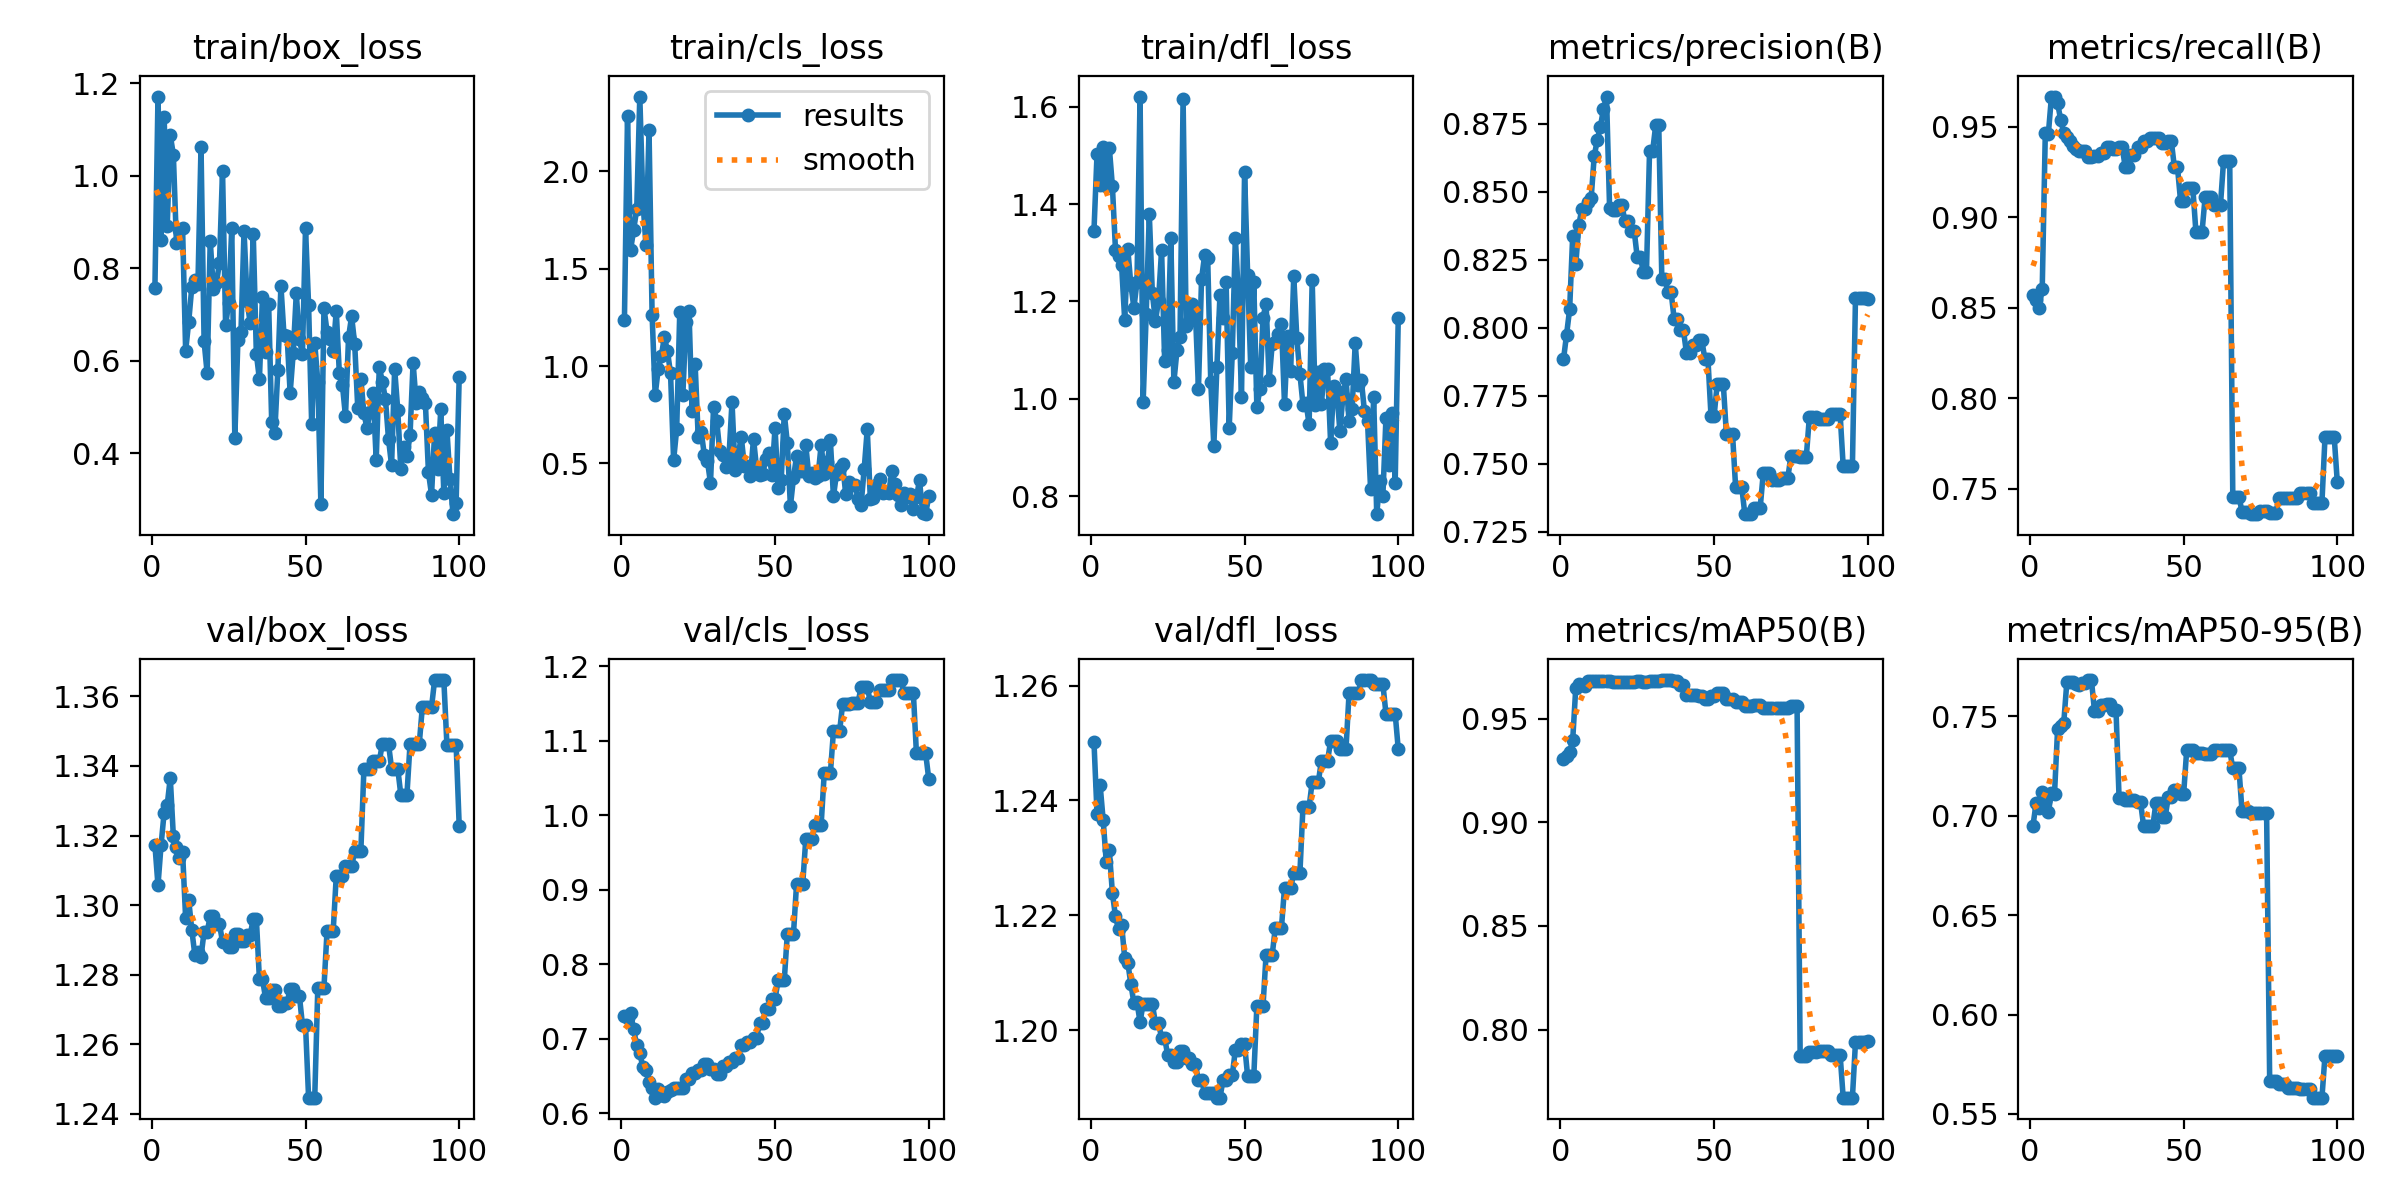 train/box_loss
1.2
1.0
0.8
0.6
0.4
0 50 100
train/cls_loss
results
smooth
2.0
1.5
1.0
0.5
0 50 100
train/dfl_loss
1.6
1.4
1.2
1.0
0.8
0 50 100
metrics/precision(B)
0.875
0.850
0.825
0.800
0.775
0.750
0.725
0 50 100
metrics/recall(B)
0.95
0.90
0.85
0.80
0.75
0 50 100
val/box_loss
1.36
1.34
1.32
1.30
1.28
1.26
1.24
0 50 100
val/cls_loss
1.2
1.1
1.0
0.9
0.8
0.7
0.6
0 50 100
val/dfl_loss
1.26
1.24
1.22
1.20
0 50 100
metrics/mAP50(B)
0.95
0.90
0.85
0.80
0 50 100
metrics/mAP50-95(B)
0.75
0.70
0.65
0.60
0.55
0 50 100